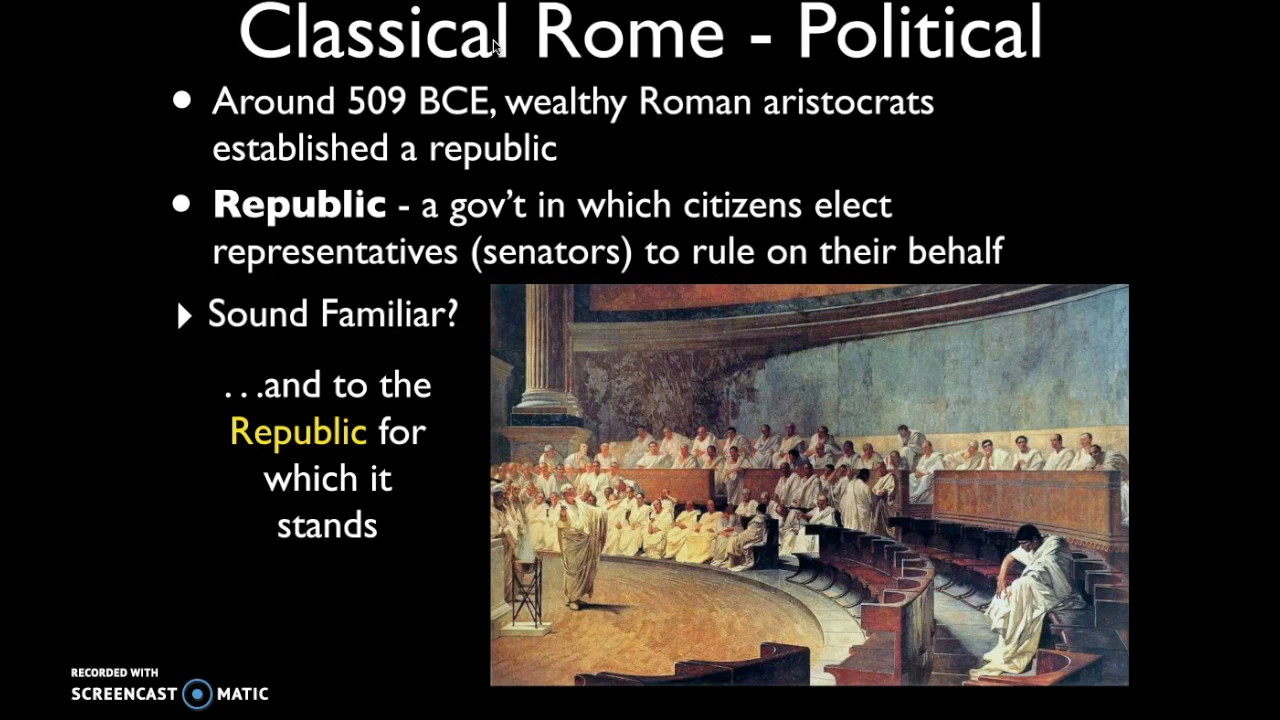 Classical Rome - Political
• Around 509 BCE, wealthy Roman aristocrats
established a republic
• Republic - a gov't in which citizens elect
representatives (senators) to rule on their behalf
▸ Sound Familiar?
...and to the
Republic for
which it
stands
RECORDED WITH
SCREENCAST MATIC